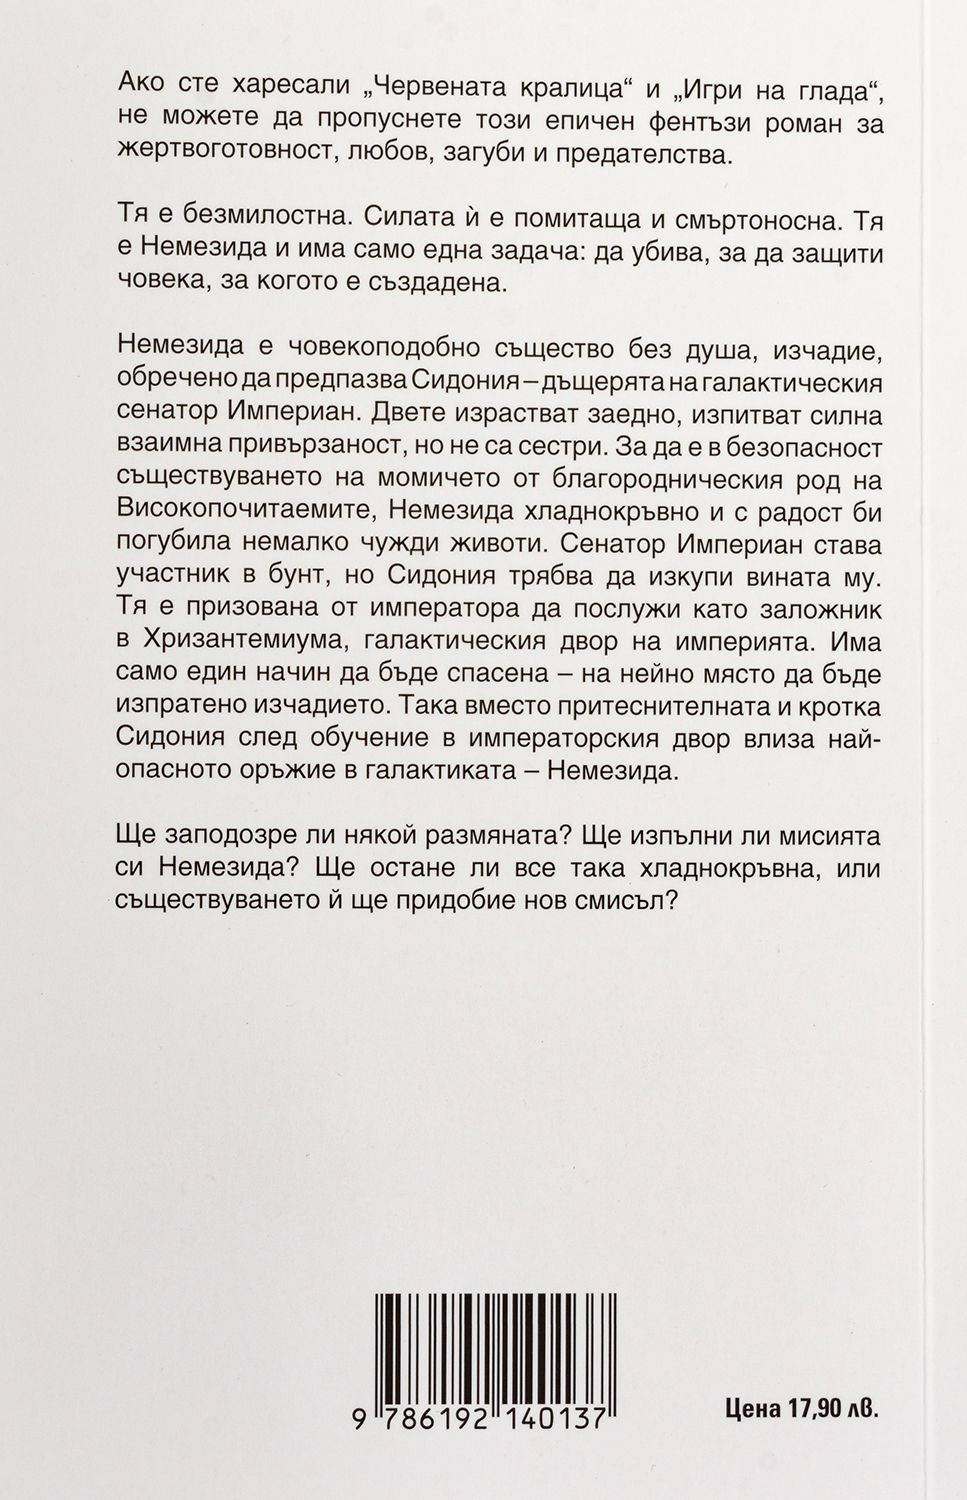 Ако сте харесали „Червената кралица“ и „Игри на глада“,
не можете да пропуснете този епичен фентъзи роман за
жертвоготовност, любов, загуби и предателства.
Тя е безмилостна. Силата ѝ е помитаща и смъртоносна. Тя
е Немезида и има само една задача: да убива, за да защити
човека, за когото е създадена.
Немезида е човекоподобно същество без душа, изчадие,
обречено да предпазва Сидония – дъщерята на галактическия
сенатор Империан. Двете израстват заедно, изпитват силна
взаимна привързаност, но не са сестри. За да е в безопасност
съществуването на момичето от благородническия род на
Високопочитаемите, Немезида хладнокръвно и с радост би
погубила немалко чужди животи. Сенатор Империан става
участник в бунт, но Сидония трябва да изкупи вината му.
Тя е призована от императора да послужи като заложник
в Хризантемиума, галактическия двор на империята. Има
само един начин да бъде спасена – на нейно място да бъде
изпратено изчадието. Така вместо притеснителната и кротка
Сидония след обучение в императорския двор влиза най-
опасното оръжие в галактиката – Немезида.
Ще заподозре ли някой размяната? Ще изпълни ли мисията
си Немезида? Ще остане ли все така хладнокръвна, или
съществуването й ще придобие нов смисъл?
9 786192 140137
Цена 17,90 лв.